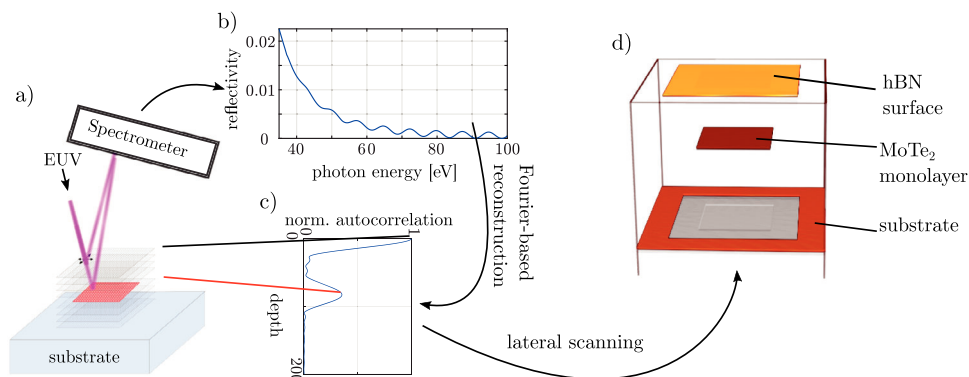 a)
Spectrometer
EUV
substrate
b)
reflectivity
0.02
0.01
0
40
60
80
100
photon energy [eV]
Fourier-based
reconstruction
c)
norm. autocorrelation
0
1
0
depth
200
lateral scanning
d)
hBN
surface
MoTe₂
monolayer
substrate